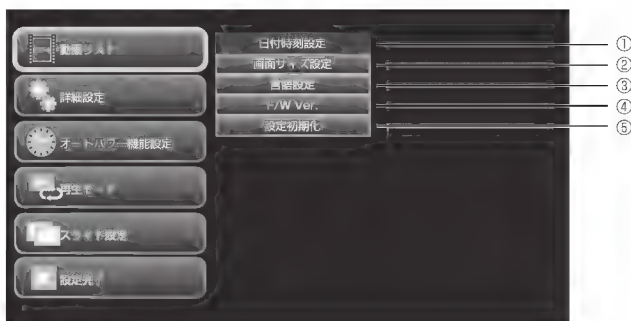 動画リスト
詳細設定
オートパワー機能設定
再生モード
スライド設定
設定完了
日付時刻設定 ①
画面サイズ設定 ②
言語設定 ③
F/W Ver. ④
設定初期化 ⑤